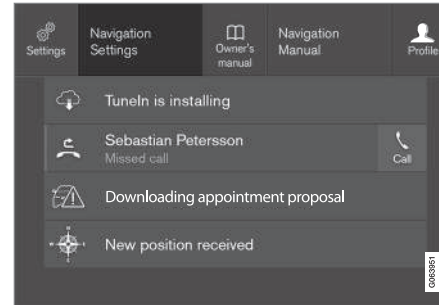 Settings
Navigation
Settings
Owner's
manual
Navigation
Manual
Profile
TuneIn is installing
Sebastian Petersson
Missed call
Call
Downloading appointment proposal
New position received
G063951